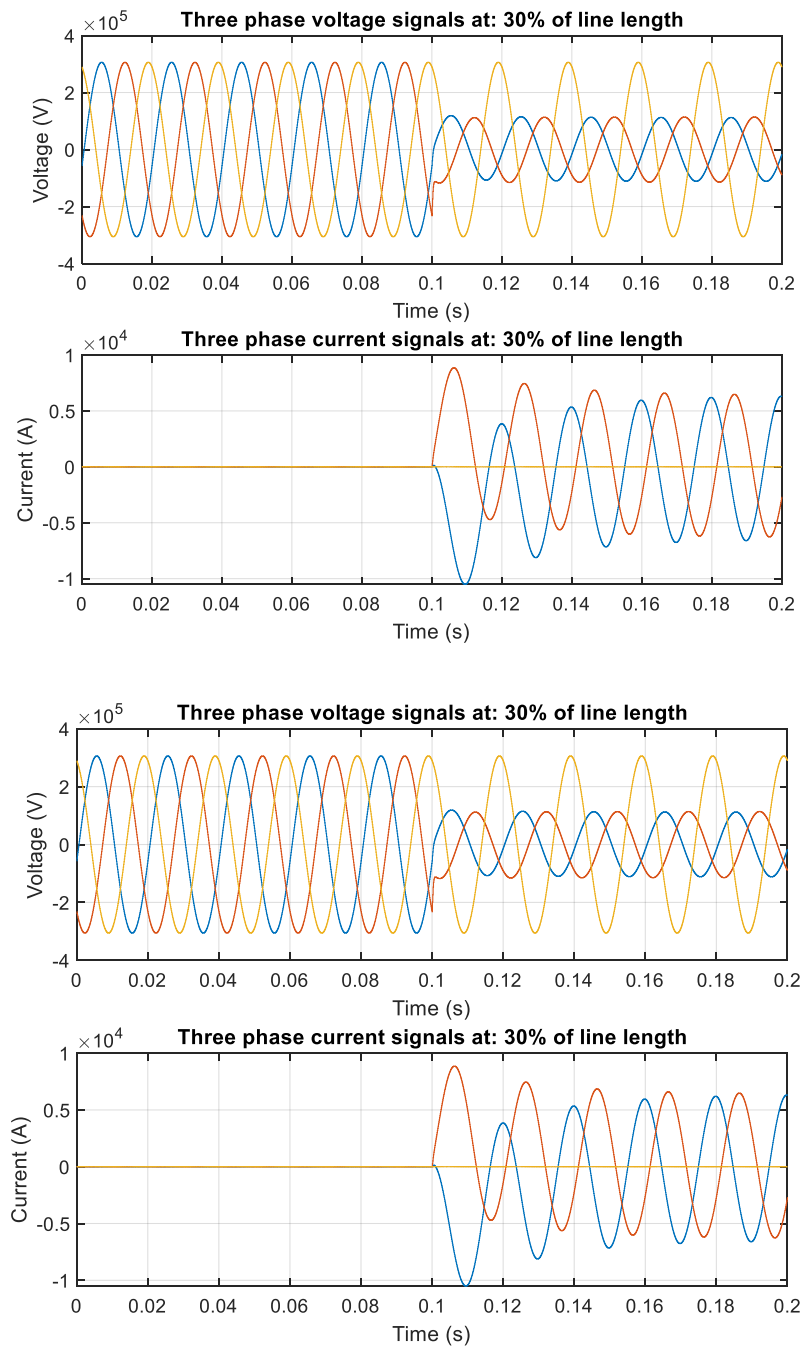 Three phase voltage signals at: 30% of line length
×10⁵
4
2
0
-2
-4
Voltage (V)
0 0.02 0.04 0.06 0.08 0.1 0.12 0.14 0.16 0.18 0.2
Time (s)
Three phase current signals at: 30% of line length
×10⁴
1
0.5
0
-0.5
-1
Current (A)
0 0.02 0.04 0.06 0.08 0.1 0.12 0.14 0.16 0.18 0.2
Time (s)
Three phase voltage signals at: 30% of line length
×10⁵
4
2
0
-2
-4
Voltage (V)
0 0.02 0.04 0.06 0.08 0.1 0.12 0.14 0.16 0.18 0.2
Time (s)
Three phase current signals at: 30% of line length
×10⁴
1
0.5
0
-0.5
-1
Current (A)
0 0.02 0.04 0.06 0.08 0.1 0.12 0.14 0.16 0.18 0.2
Time (s)